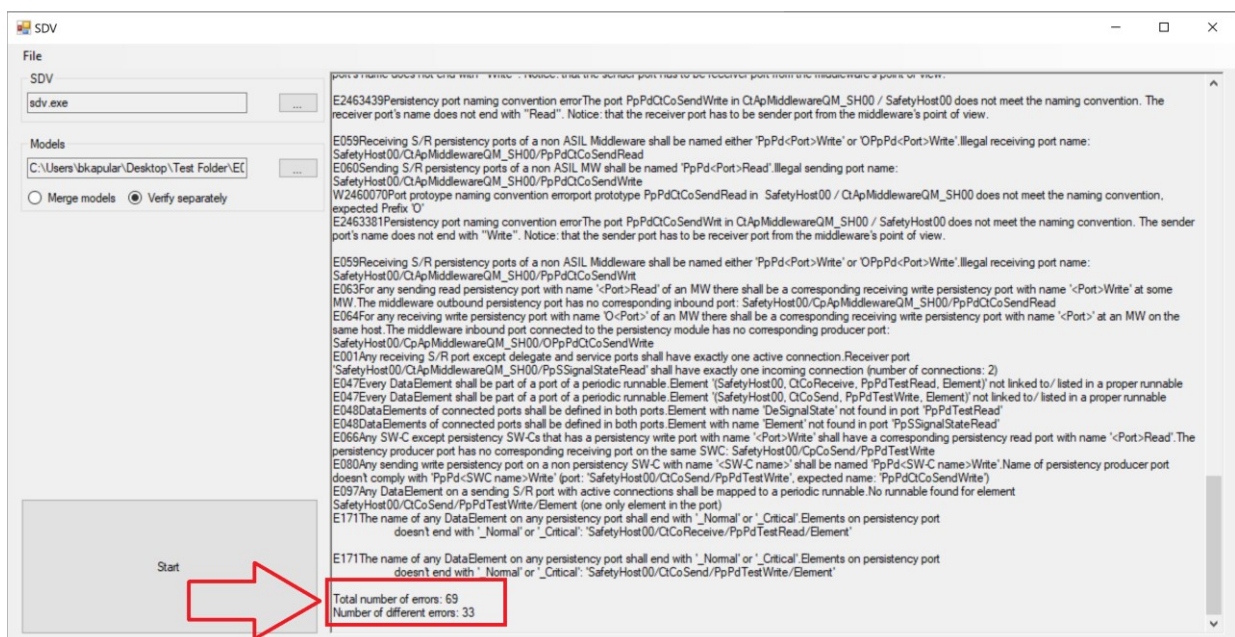 SDV
File
SDV
sdv.exe
...
Models
C:\Users\bkapular\Desktop\Test Folder\E(
...
Merge models Verify separately
Start
port's name does not end with "Write". Notice: that the sender port has to be receiver port from the middleware's point of view.
E2463439Persistency port naming convention errorThe port PpPdCtCoSendWrite in CtApMiddlewareQM_SH00 / SafetyHost00 does not meet the naming convention. The
receiver port's name does not end with "Read". Notice: that the receiver port has to be sender port from the middleware's point of view.
E059Receiving S/R persistency ports of a non ASIL Middleware shall be named either 'PpPd<Port>Write' or 'OPpPd<Port>Write'.Illegal receiving port name:
SafetyHost00/CtApMiddlewareQM_SH00/PpPdCtCoSendRead
E060Sending S/R persistency ports of a non ASIL MW shall be named 'PpPd<Port>Read'.Illegal sending port name:
SafetyHost00/CtApMiddlewareQM_SH00/PpPdCtCoSendWrite
W2460070Port protoype naming convention errorport prototype PpPdCtCoSendRead in SafetyHost00 / CtApMiddlewareQM_SH00 does not meet the naming convention,
expected Prefix 'O'
E2463381Persistency port naming convention errorThe port PpPdCtCoSendWrit in CtApMiddlewareQM_SH00 / SafetyHost00 does not meet the naming convention. The sender
port's name does not end with "Write". Notice: that the sender port has to be receiver port from the middleware's point of view.
E059Receiving S/R persistency ports of a non ASIL Middleware shall be named either 'PpPd<Port>Write' or 'OPpPd<Port>Write'.Illegal receiving port name:
SafetyHost00/CtApMiddlewareQM_SH00/PpPdCtCoSendWrit
E063For any sending read persistency port with name '<Port>Read' of an MW there shall be a corresponding receiving write persistency port with name '<Port>Write' at some
MW.The middleware outbound persistency port has no corresponding inbound port: SafetyHost00/CpApMiddlewareQM_SH00/PpPdCtCoSendRead
E064For any receiving write persistency port with name 'O<Port>' of an MW there shall be a corresponding receiving write persistency port with name '<Port>' at an MW on the
same host.The middleware inbound port connected to the persistency module has no corresponding producer port:
SafetyHost00/CpApMiddlewareQM_SH00/OPpPdCtCoSendWrite
E001Any receiving S/R port except delegate and service ports shall have exactly one active connection.Receiver port
'SafetyHost00/CtApMiddlewareQM_SH00/PpSSignalStateRead' shall have exactly one incoming connection (number of connections: 2)
E047Every DataElement shall be part of a port of a periodic runnable.Element '(SafetyHost00, CtCoReceive, PpPdTestRead, Element)' not linked to/ listed in a proper runnable
E047Every DataElement shall be part of a port of a periodic runnable.Element '(SafetyHost00, CtCoSend, PpPdTestWrite, Element)' not linked to/ listed in a proper runnable
E048DataElements of connected ports shall be defined in both ports.Element with name 'DeSignalState' not found in port 'PpPdTestRead'
E048DataElements of connected ports shall be defined in both ports.Element with name 'Element' not found in port 'PpSSignalStateRead'
E066Any SW-C except persistency SW-Cs that has a persistency write port with name '<Port>Write' shall have a corresponding persistency read port with name '<Port>Read'.The
persistency producer port has no corresponding receiving port on the same SWC: SafetyHost00/CpCoSend/PpPdTestWrite
E080Any sending write persistency port on a non persistency SW-C with name '<SW-C name>' shall be named 'PpPd<SW-C name>Write'.Name of persistency producer port
doesn't comply with 'PpPd<SWC name>Write' (port: 'SafetyHost00/CtCoSend/PpPdTestWrite', expected name: 'PpPdCtCoSendWrite')
E097Any DataElement on a sending S/R port with active connections shall be mapped to a periodic runnable.No runnable found for element
SafetyHost00/CtCoSend/PpPdTestWrite/Element (one only element in the port)
E171The name of any DataElement on any persistency port shall end with '_Normal' or '_Critical'.Elements on persistency port
doesn't end with '_Normal' or '_Critical': 'SafetyHost00/CtCoReceive/PpPdTestRead/Element'
E171The name of any DataElement on any persistency port shall end with '_Normal' or '_Critical'.Elements on persistency port
doesn't end with '_Normal' or '_Critical': 'SafetyHost00/CtCoSend/PpPdTestWrite/Element'
Total number of errors: 69
Number of different errors: 33